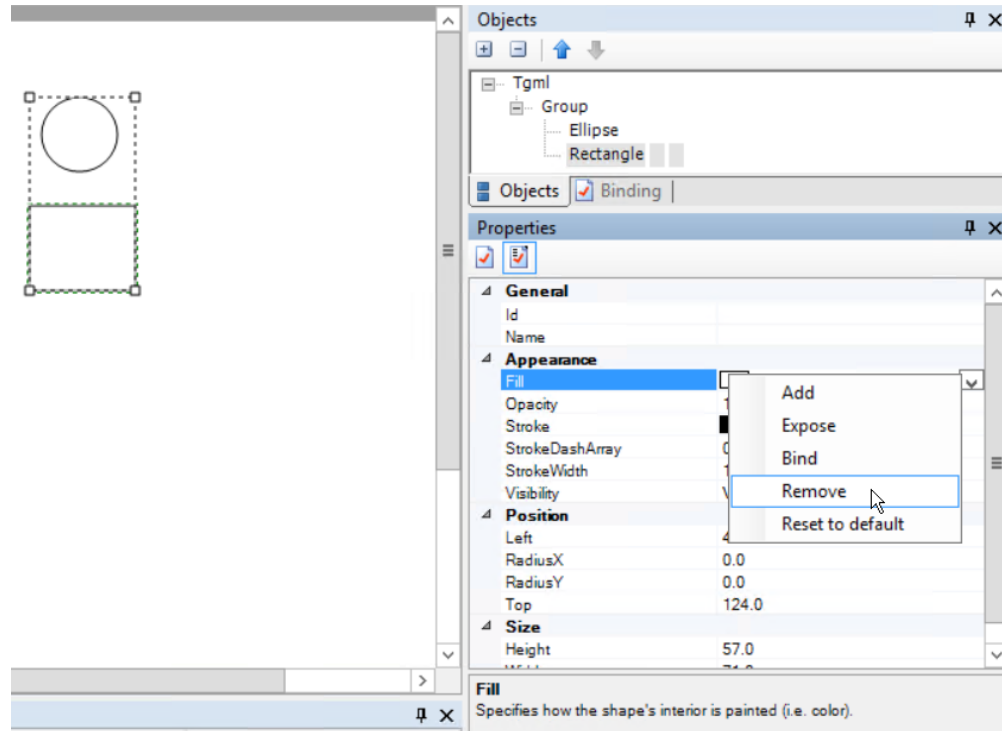 Objects
Tgml
Group
Ellipse
Rectangle
Objects Binding
Properties
General
Id
Name
Appearance
Fill
Opacity
Stroke
StrokeDashArray
StrokeWidth
Visibility
Add
Expose
Bind
Remove
Reset to default
Position
Left
RadiusX 0.0
RadiusY 0.0
Top 124.0
Size
Height 57.0
Fill
Specifies how the shape's interior is painted (i.e. color).